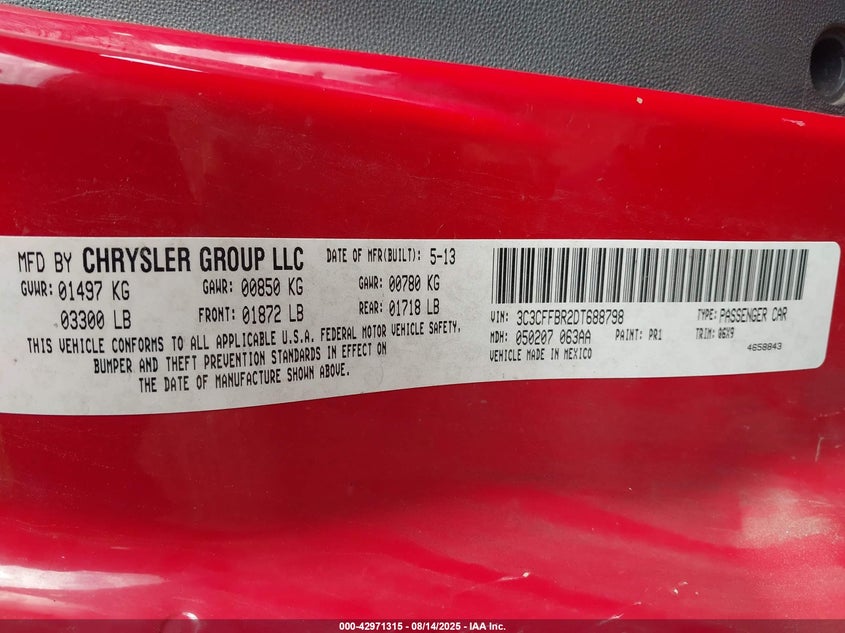 MFD BY CHRYSLER GROUP LLC DATE OF MFR(BUILT): 5-13
GVWR: 01497 KG GAWR: 00850 KG GAWR: 00780 KG
03300 LB FRONT: 01872 LB REAR: 01718 LB
THIS VEHICLE CONFORMS TO ALL APPLICABLE U.S.A. FEDERAL MOTOR VEHICLE SAFETY,
BUMPER AND THEFT PREVENTION STANDARDS IN EFFECT ON
THE DATE OF MANUFACTURE SHOWN ABOVE.
VIN: 3C3CFFBR2DT688798 TYPE: PASSENGER CAR
MDH: 050207 063AA PAINT: PR1 TRIM: 06X9
VEHICLE MADE IN MEXICO 4658843
000-42971315 - 08/14/2025 - IAA Inc.